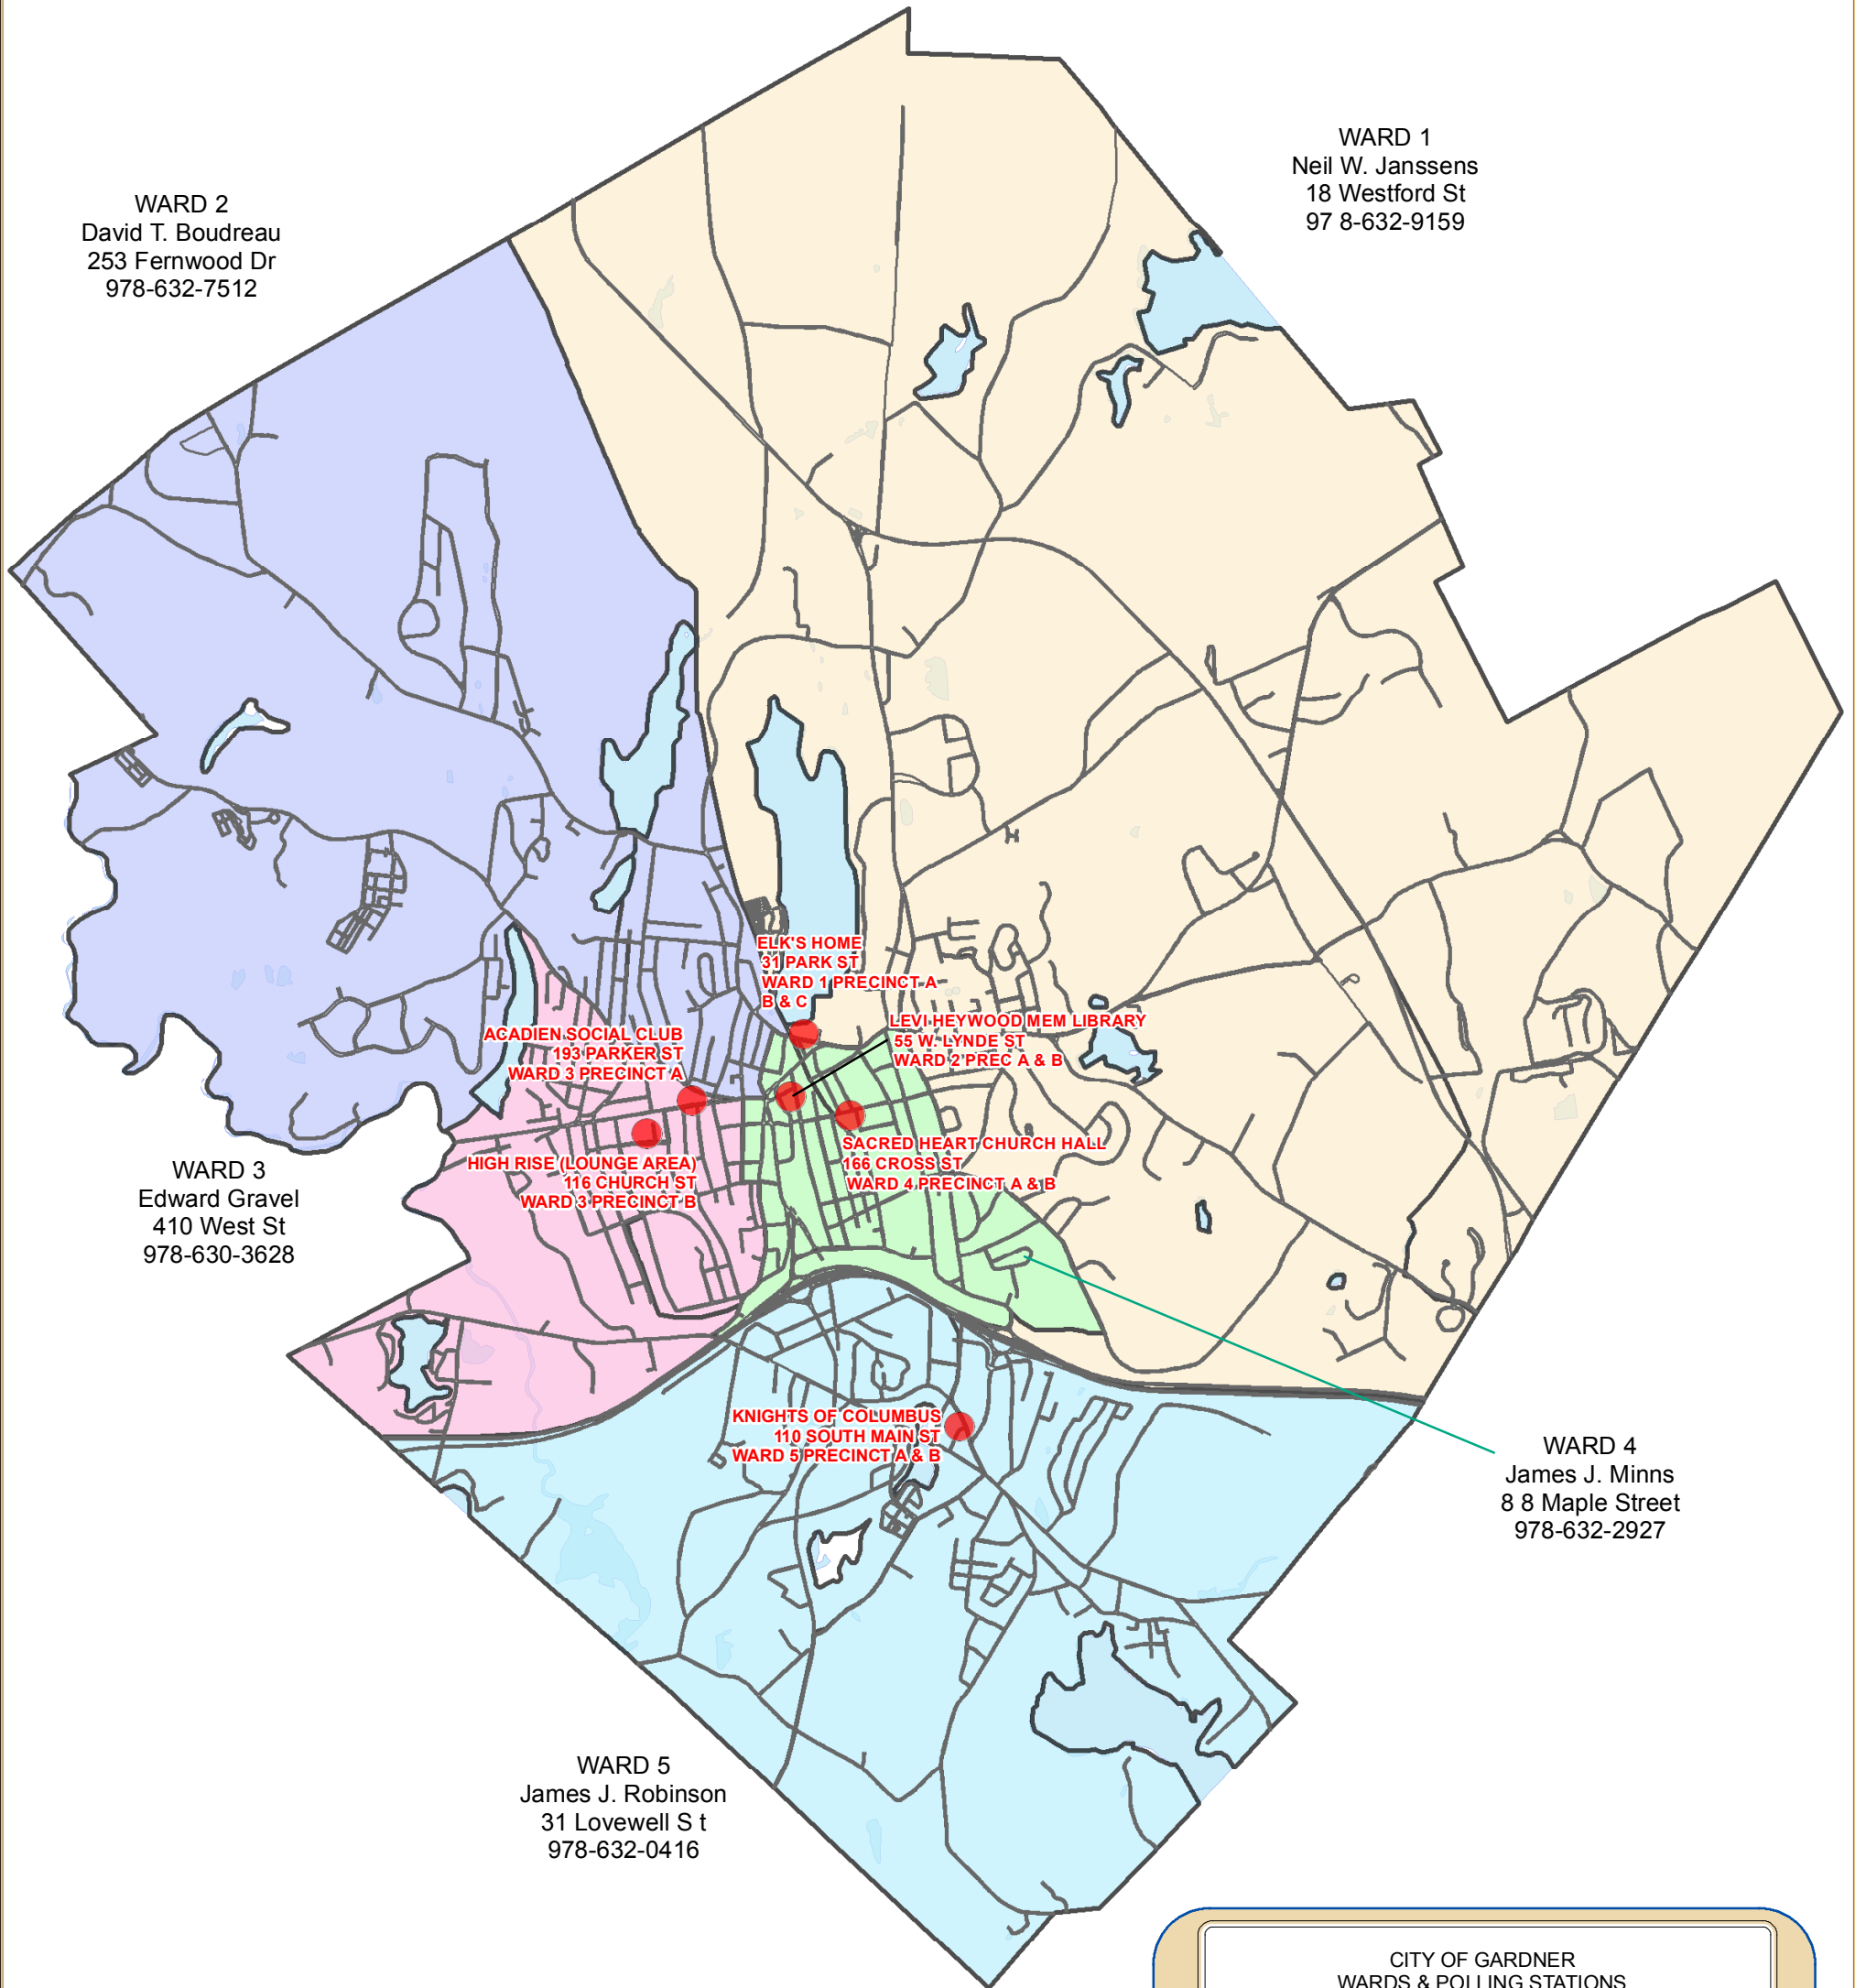 WARD 1
Neil W. Janssens
18 Westford St
97 8-632-9159
WARD 2
David T. Boudreau
253 Fernwood Dr
978-632-7512
ELK'S HOME
31 PARK ST
WARD 1 PRECINCT A
B & C
LEVI HEYWOOD MEM LIBRARY
55 W. LYNDE ST
WARD 2 PREC A & B
ACADIEN SOCIAL CLUB
193 PARKER ST
WARD 3 PRECINCT A
SACRED HEART CHURCH HALL
166 CROSS ST
WARD 4 PRECINCT A & B
HIGH RISE (LOUNGE AREA)
116 CHURCH ST
WARD 3 PRECINCT B
WARD 3
Edward Gravel
410 West St
978-630-3628
KNIGHTS OF COLUMBUS
110 SOUTH MAIN ST
WARD 5 PRECINCT A & B
WARD 4
James J. Minns
8 8 Maple Street
978-632-2927
WARD 5
James J. Robinson
31 Lovewell S t
978-632-0416
CITY OF GARDNER
WARDS & POLLING STATIONS